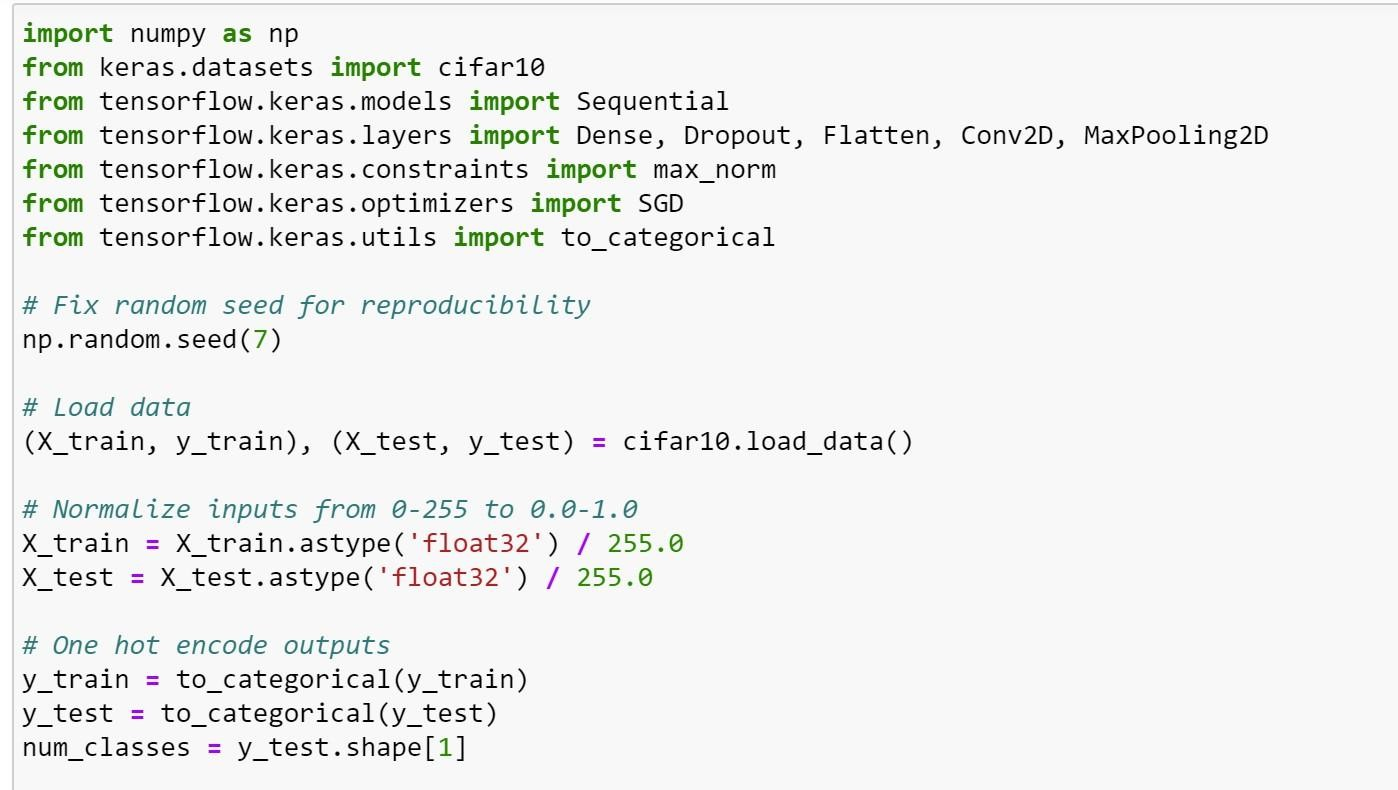 import numpy as np
from keras.datasets import cifar10
from tensorflow.keras.models import Sequential
from tensorflow.keras.layers import Dense, Dropout, Flatten, Conv2D, MaxPooling2D
from tensorflow.keras.constraints import max_norm
from tensorflow.keras.optimizers import SGD
from tensorflow.keras.utils import to_categorical
# Fix random seed for reproducibility
np.random.seed(7)
# Load data
(X_train, y_train), (X_test, y_test) = cifar10.load_data()
# Normalize inputs from 0-255 to 0.0-1.0
X_train = X_train.astype('float32') / 255.0
X_test = X_test.astype('float32') / 255.0
# One hot encode outputs
y_train = to_categorical(y_train)
y_test = to_categorical(y_test)
num_classes = y_test.shape[1]